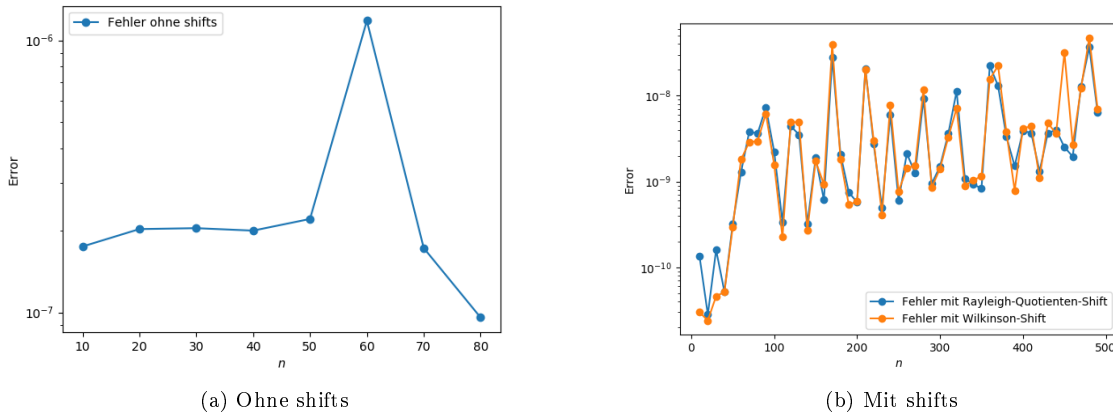 Fehler ohne shifts
10⁻⁶
10⁻⁷
Error
10 20 30 40 50 60 70 80
n
(a) Ohne shifts
10⁻⁸
10⁻⁹
10⁻¹⁰
Error
Fehler mit Rayleigh-Quotienten-Shift
Fehler mit Wilkinson-Shift
0 100 200 300 400 500
n
(b) Mit shifts